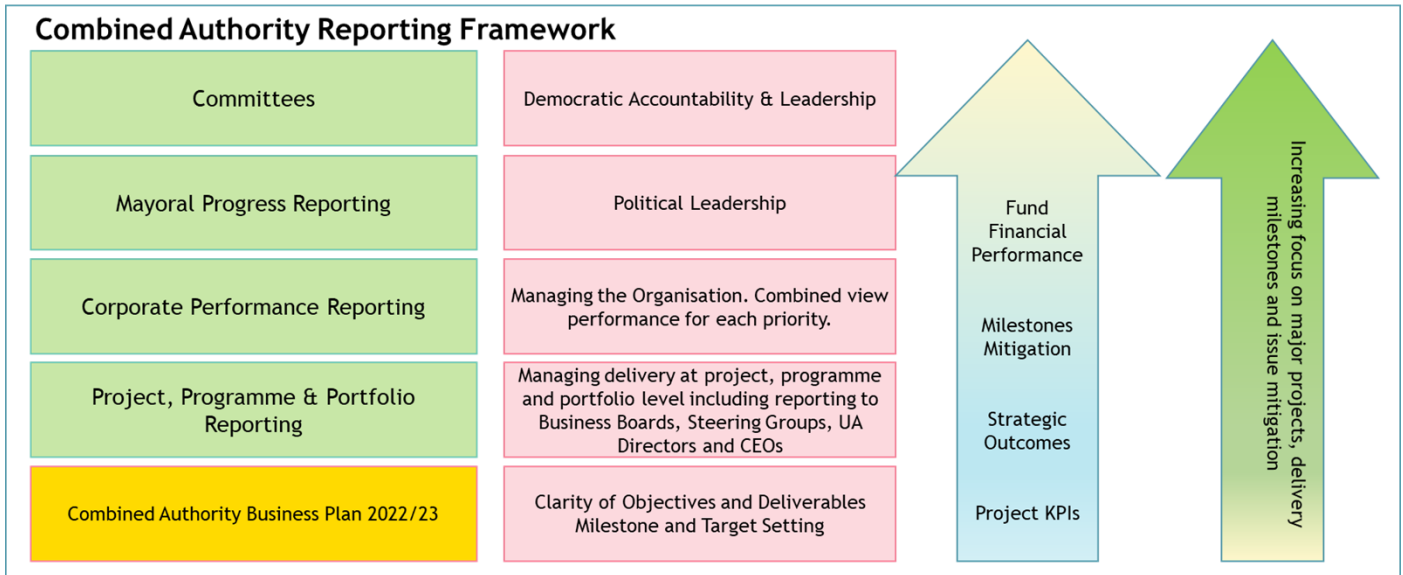 Combined Authority Reporting Framework
Committees
Democratic Accountability & Leadership
Mayoral Progress Reporting
Political Leadership
Corporate Performance Reporting
Managing the Organisation. Combined view
performance for each priority.
Project, Programme & Portfolio
Reporting
Managing delivery at project, programme
and portfolio level including reporting to
Business Boards, Steering Groups, UA
Directors and CEOs
Combined Authority Business Plan 2022/23
Clarity of Objectives and Deliverables
Milestone and Target Setting
Fund
Financial
Performance
Milestones
Mitigation
Strategic
Outcomes
Project KPIs
Increasing focus on major projects, delivery
milestones and issue mitigation